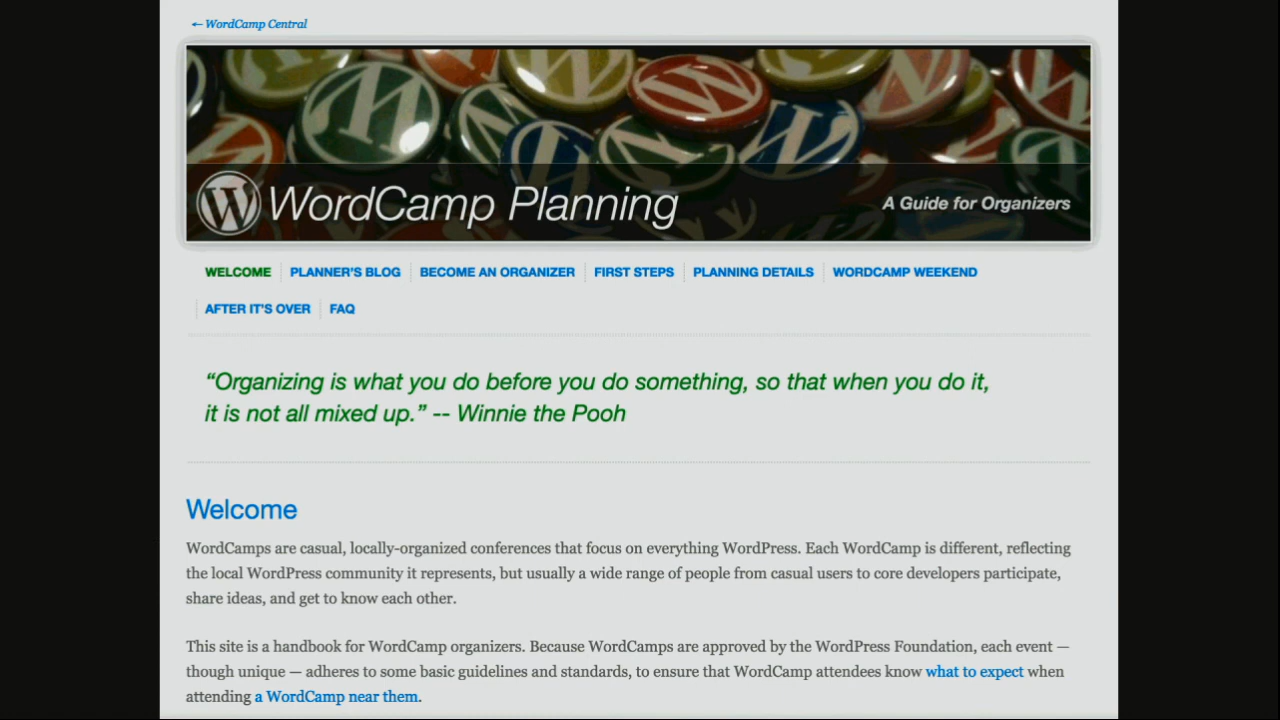 ← WordCamp Central
WordCamp Planning
A Guide for Organizers
WELCOME PLANNER'S BLOG BECOME AN ORGANIZER FIRST STEPS PLANNING DETAILS WORDCAMP WEEKEND
AFTER IT'S OVER FAQ
“Organizing is what you do before you do something, so that when you do it,
it is not all mixed up.” -- Winnie the Pooh
Welcome
WordCamps are casual, locally-organized conferences that focus on everything WordPress. Each WordCamp is different, reflecting
the local WordPress community it represents, but usually a wide range of people from casual users to core developers participate,
share ideas, and get to know each other.
This site is a handbook for WordCamp organizers. Because WordCamps are approved by the WordPress Foundation, each event —
though unique — adheres to some basic guidelines and standards, to ensure that WordCamp attendees know what to expect when
attending a WordCamp near them.